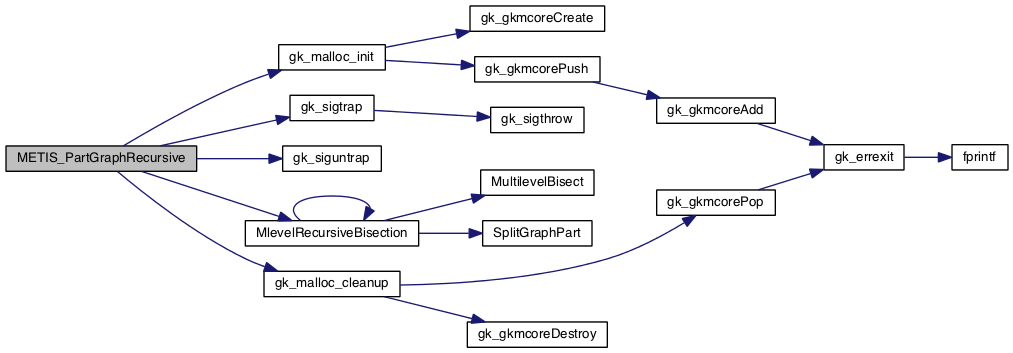 METIS_PartGraphRecursive
gk_malloc_init
gk_gkmcoreCreate
gk_gkmcorePush
gk_gkmcoreAdd
gk_errexit
fprintf
gk_sigtrap
gk_sigthrow
gk_siguntrap
MlevelRecursiveBisection
MultilevelBisect
SplitGraphPart
gk_malloc_cleanup
gk_gkmcorePop
gk_gkmcoreDestroy